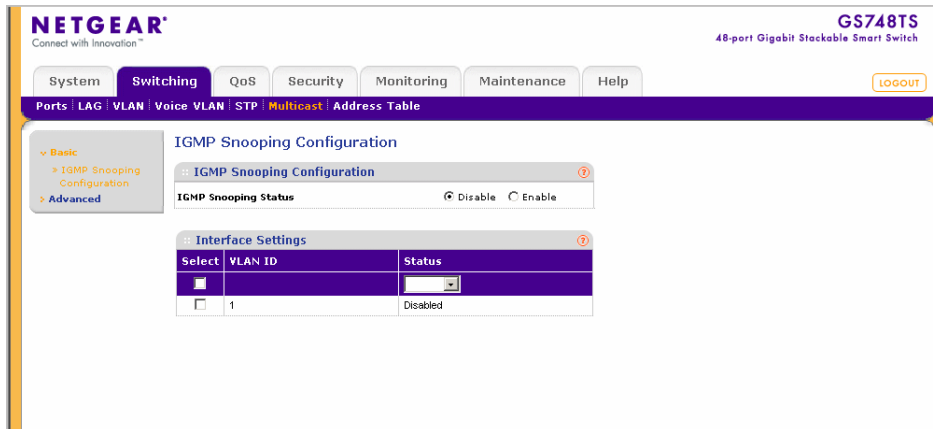 NETGEAR®
Connect with Innovation™
GS748TS
48-port Gigabit Stackable Smart Switch
System Switching QoS Security Monitoring Maintenance Help
LOGOUT
Ports LAG VLAN Voice VLAN STP Multicast Address Table
Basic
» IGMP Snooping
Configuration
> Advanced
IGMP Snooping Configuration
IGMP Snooping Configuration ?
IGMP Snooping Status Disable Enable
Interface Settings ?
Select VLAN ID Status
1 Disabled